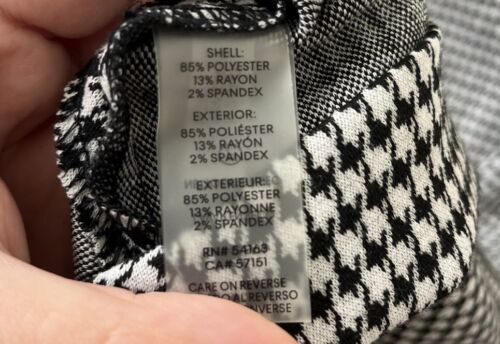 SHELL:
85% POLYESTER
13% RAYON
2% SPANDEX
EXTERIOR:
85% POLIÉSTER
13% RAYÓN
2% SPANDEX
EXTERIEUR:
85% POLYESTER
13% RAYONNE
2% SPANDEX
RN# 54163
CA# 57151
CARE ON REVERSE
AL REVERSO